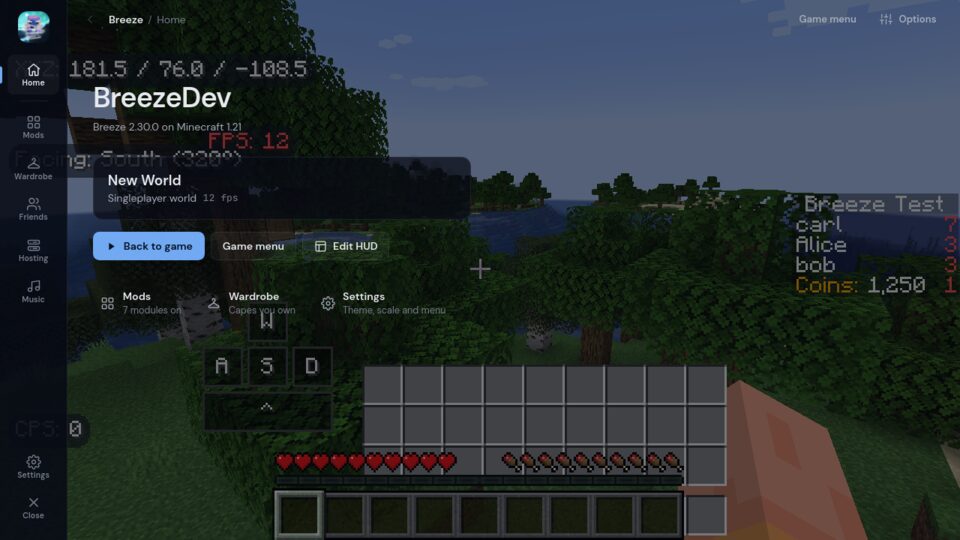 Breeze / Home
Game menu
Options
Home
Mods
Wardrobe
Friends
Hosting
Music
Settings
Close
181.5 / 76.0 / -108.5
BreezeDev
Breeze 2.30.0 on Minecraft 1.21
FPS: 12
Facing: South (320°)
New World
Singleplayer world 12 fps
Back to game
Game menu
Edit HUD
Mods
7 modules on
Wardrobe
Capes you own
Settings
Theme, scale and menu
W
A S D
^
CPS: 0
Breeze Test
carl 7
Alice 3
bob 3
Coins: 1,250 1